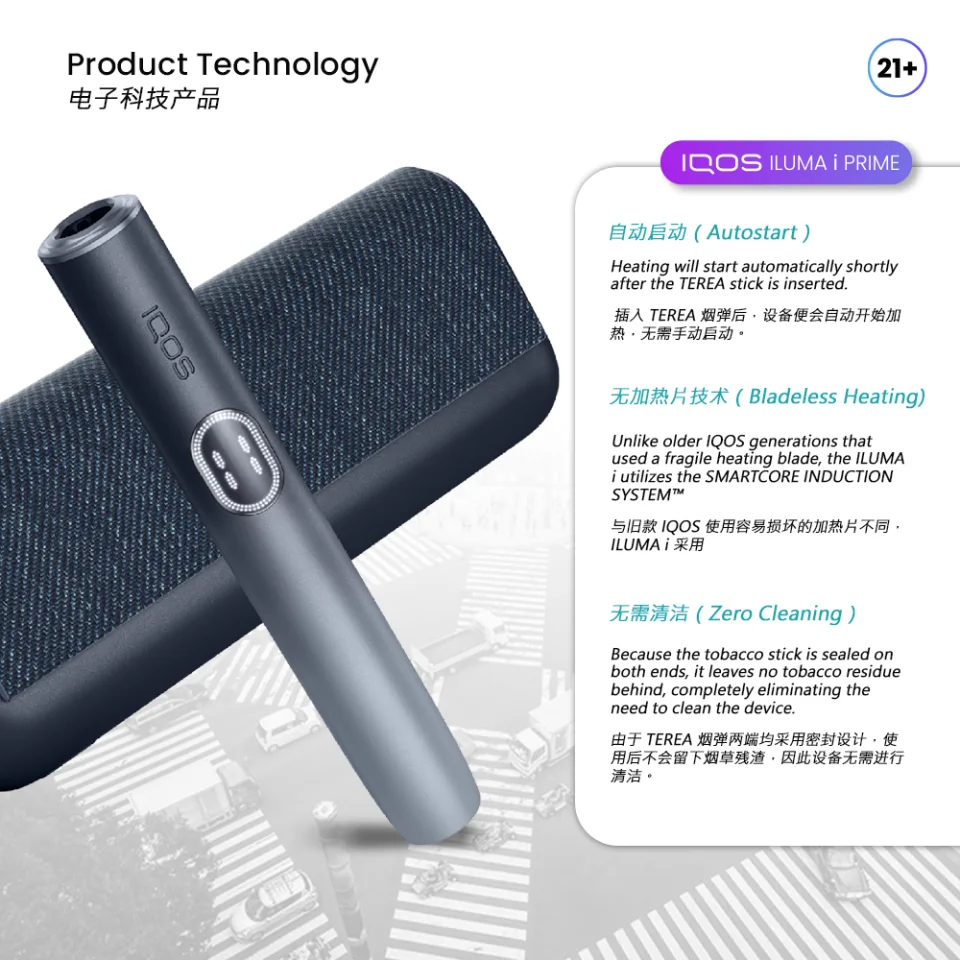 Product Technology
电子科技产品
21+
IQOS ILUMA i PRIME
自动启动 ( Autostart )
Heating will start automatically shortly
after the TEREA stick is inserted.
插入 TEREA 烟弹后，设备便会自动开始加
热，无需手动启动。
IQOS
无加热片技术 ( Bladeless Heating)
Unlike older IQOS generations that
used a fragile heating blade, the ILUMA
i utilizes the SMARTCORE INDUCTION
SYSTEM™
与旧款 IQOS 使用容易损坏的加热片不同，
ILUMA i 采用
无需清洁 ( Zero Cleaning )
Because the tobacco stick is sealed on
both ends, it leaves no tobacco residue
behind, completely eliminating the
need to clean the device.
由于 TEREA 烟弹两端均采用密封设计，使
用后不会留下烟草残渣，因此设备无需进行
清洁。